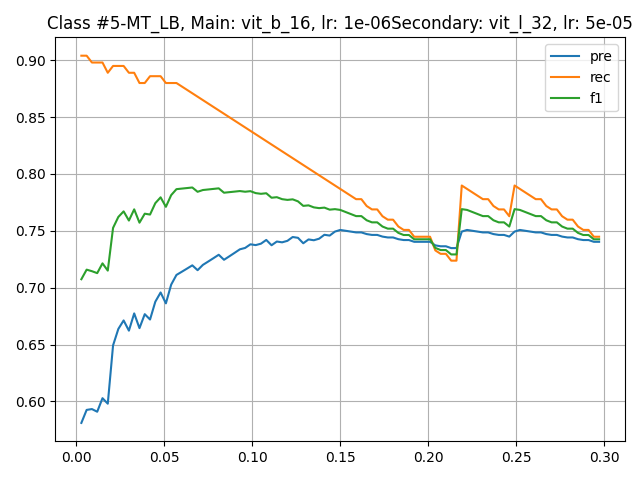 Class #5-MT_LB, Main: vit_b_16, lr: 1e-06Secondary: vit_l_32, lr: 5e-05
pre
rec
f1
0.90
0.85
0.80
0.75
0.70
0.65
0.60
0.00 0.05 0.10 0.15 0.20 0.25 0.30